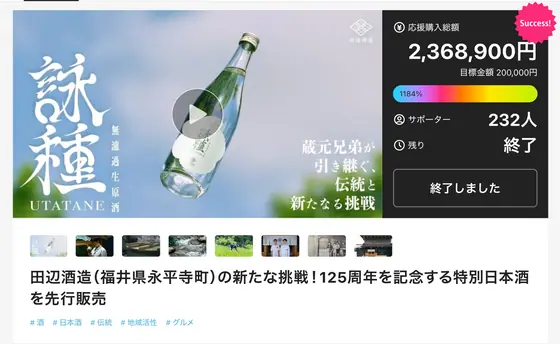 詠種
無濾過生原酒
UTATANE
蔵元兄弟が
引き継ぐ、
伝統と
新たなる挑戦
Success!
応援購入総額
2,368,900円
目標金額 200,000円
1184%
サポーター 232人
残り 終了
終了しました
田辺酒造(福井県永平寺町)の新たな挑戦！125周年を記念する特別日本酒
を先行販売
# 酒 # 日本酒 # 伝統 # 地域活性 # グルメ